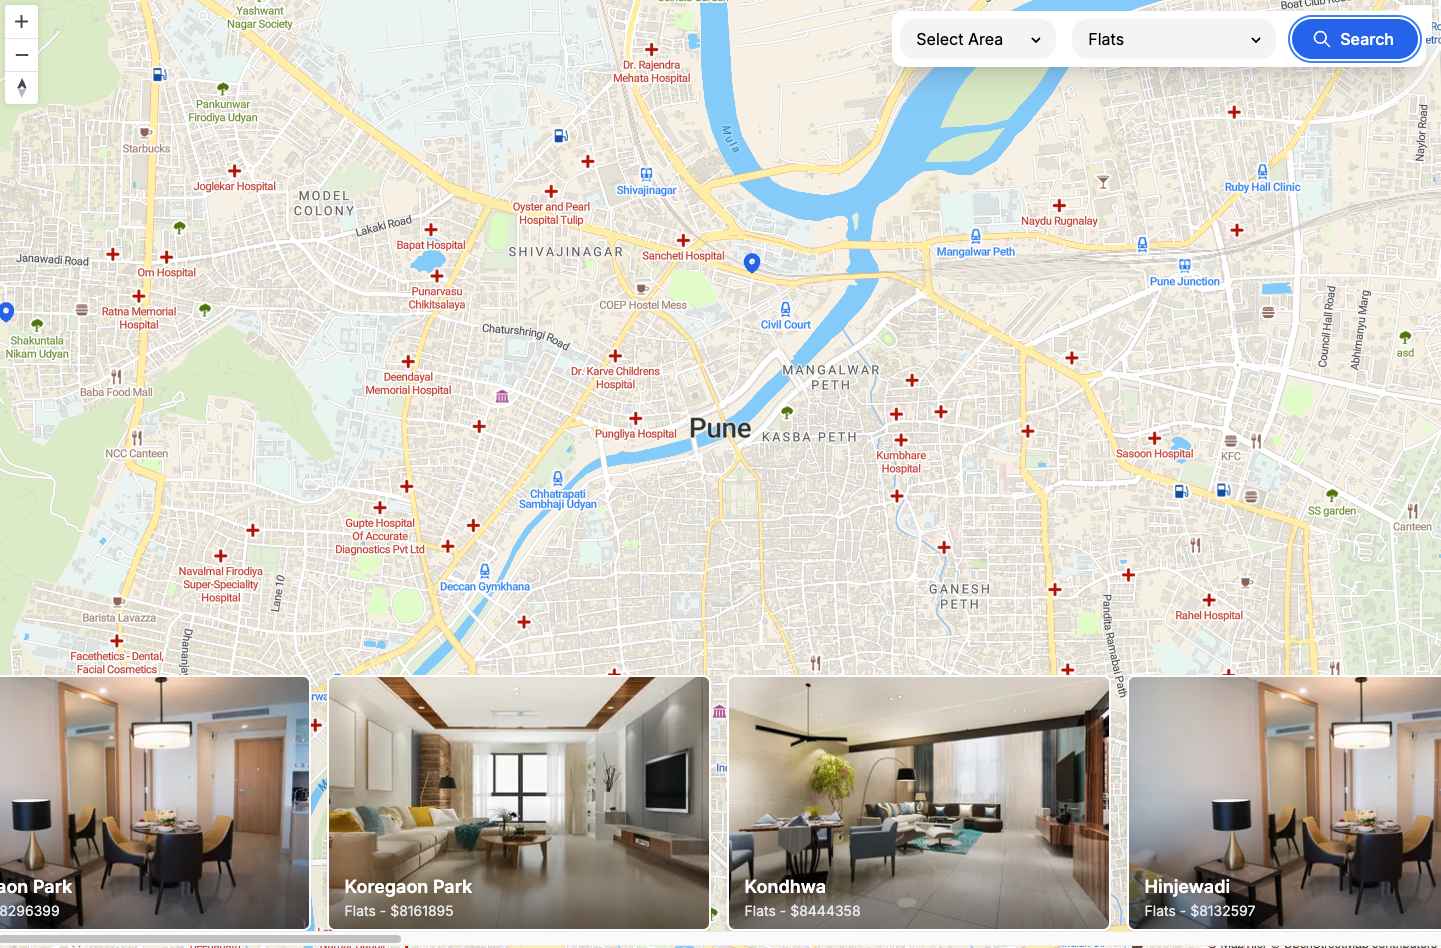 Yashwant
Nagar Society
Boat Club Road
Select Area
Flats
Search
Dr. Rajendra
Mehata Hospital
Pankunwar
Firodiya Udyan
Starbucks
Mula
Naylor Road
Joglekar Hospital
MODEL
COLONY
Lakaki Road
Shivajinagar
Oyster and Pearl
Hospital Tulip
Ruby Hall Clinic
Naydu Rugnalay
Bapat Hospital
SHIVAJINAGAR
Sancheti Hospital
Mangalwar Peth
Janawadi Road
Om Hospital
Pune Junction
Punarvasu
Chikitsalaya
COEP Hostel Mess
Ratna Memorial
Hospital
Civil Court
Council Hall Road
Abhimanyu Marg
Shakuntala
Nikam Udyan
Chaturshringi Road
asd
Dr. Karve Childrens
Hospital
MANGALWAR
PETH
Deendayal
Memorial Hospital
Baba Food Mall
Pune
Pungliya Hospital
KASBA PETH
NCC Canteen
Kumbhare
Hospital
Sasoon Hospital
KFC
Chhatrapati
Sambhaji Udyan
SS garden
Canteen
Gupte Hospital
Of Accurate
Diagnostics Pvt Ltd
Navalmal Firodiya
Super-Speciality
Hospital
Lane 10
Deccan Gymkhana
GANESH
PETH
Barista Lavazza
Rahel Hospital
Pandita Ramabai Path
Dhananjay
Facethetics - Dental,
Facial Cosmetics
aon Park
8296399
Koregaon Park
Flats - $8161895
Kondhwa
Flats - $8444358
Hinjewadi
Flats - $8132597
© MapTiler © OpenStreetMap contributors